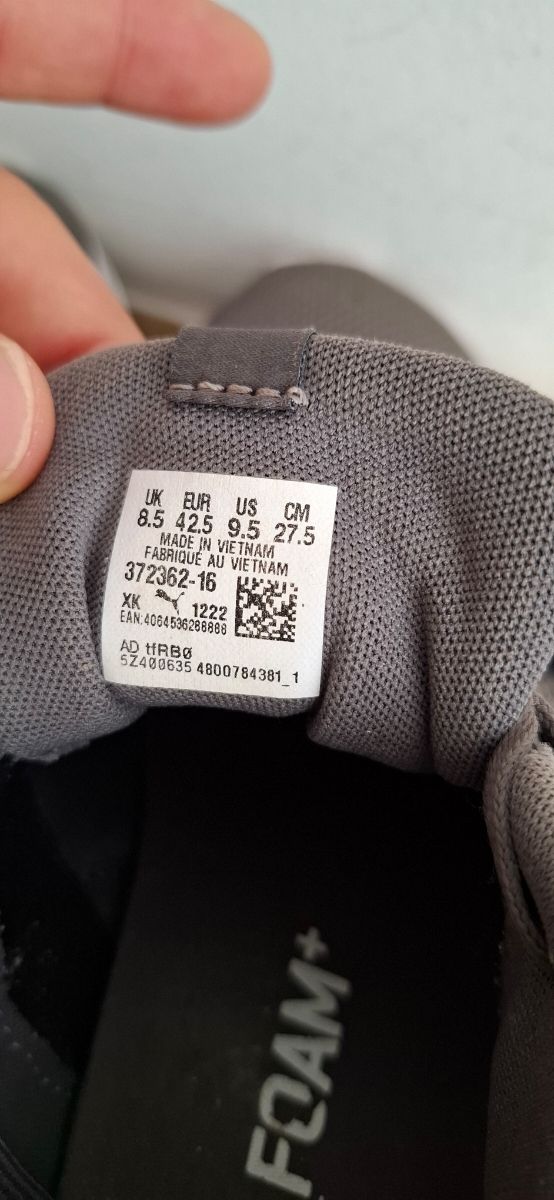 UK EUR US CM
8.5 42.5 9.5 27.5
MADE IN VIETNAM
FABRIQUÉ AU VIETNAM
372362-16
XK 1222
EAN:4064536288888
AD tfRBø
5Z400635 4800784381_1
FOAM+